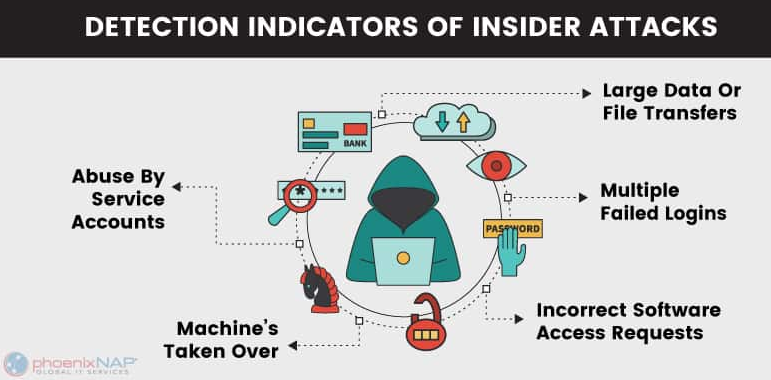 DETECTION INDICATORS OF INSIDER ATTACKS
Large Data Or
File Transfers
BANK
Abuse By
Service
Accounts
* ***
Multiple
Failed Logins
PASSWORD
Incorrect Software
Access Requests
Machine's
Taken Over
phoenixNAP
GLOBAL IT SERVICES